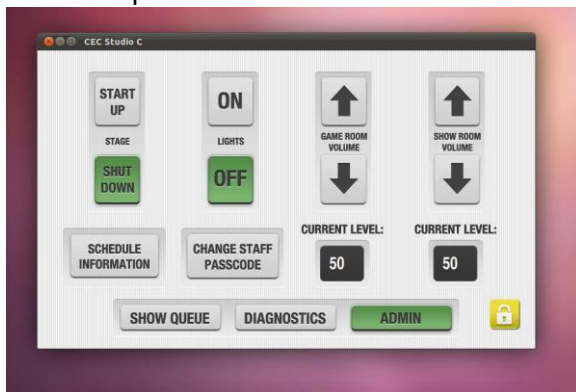 CEC Studio C
START
UP
STAGE
SHUT
DOWN
ON
LIGHTS
OFF
GAME ROOM
VOLUME
SHOW ROOM
VOLUME
SCHEDULE
INFORMATION
CHANGE STAFF
PASSCODE
CURRENT LEVEL:
50
CURRENT LEVEL:
50
SHOW QUEUE
DIAGNOSTICS
ADMIN